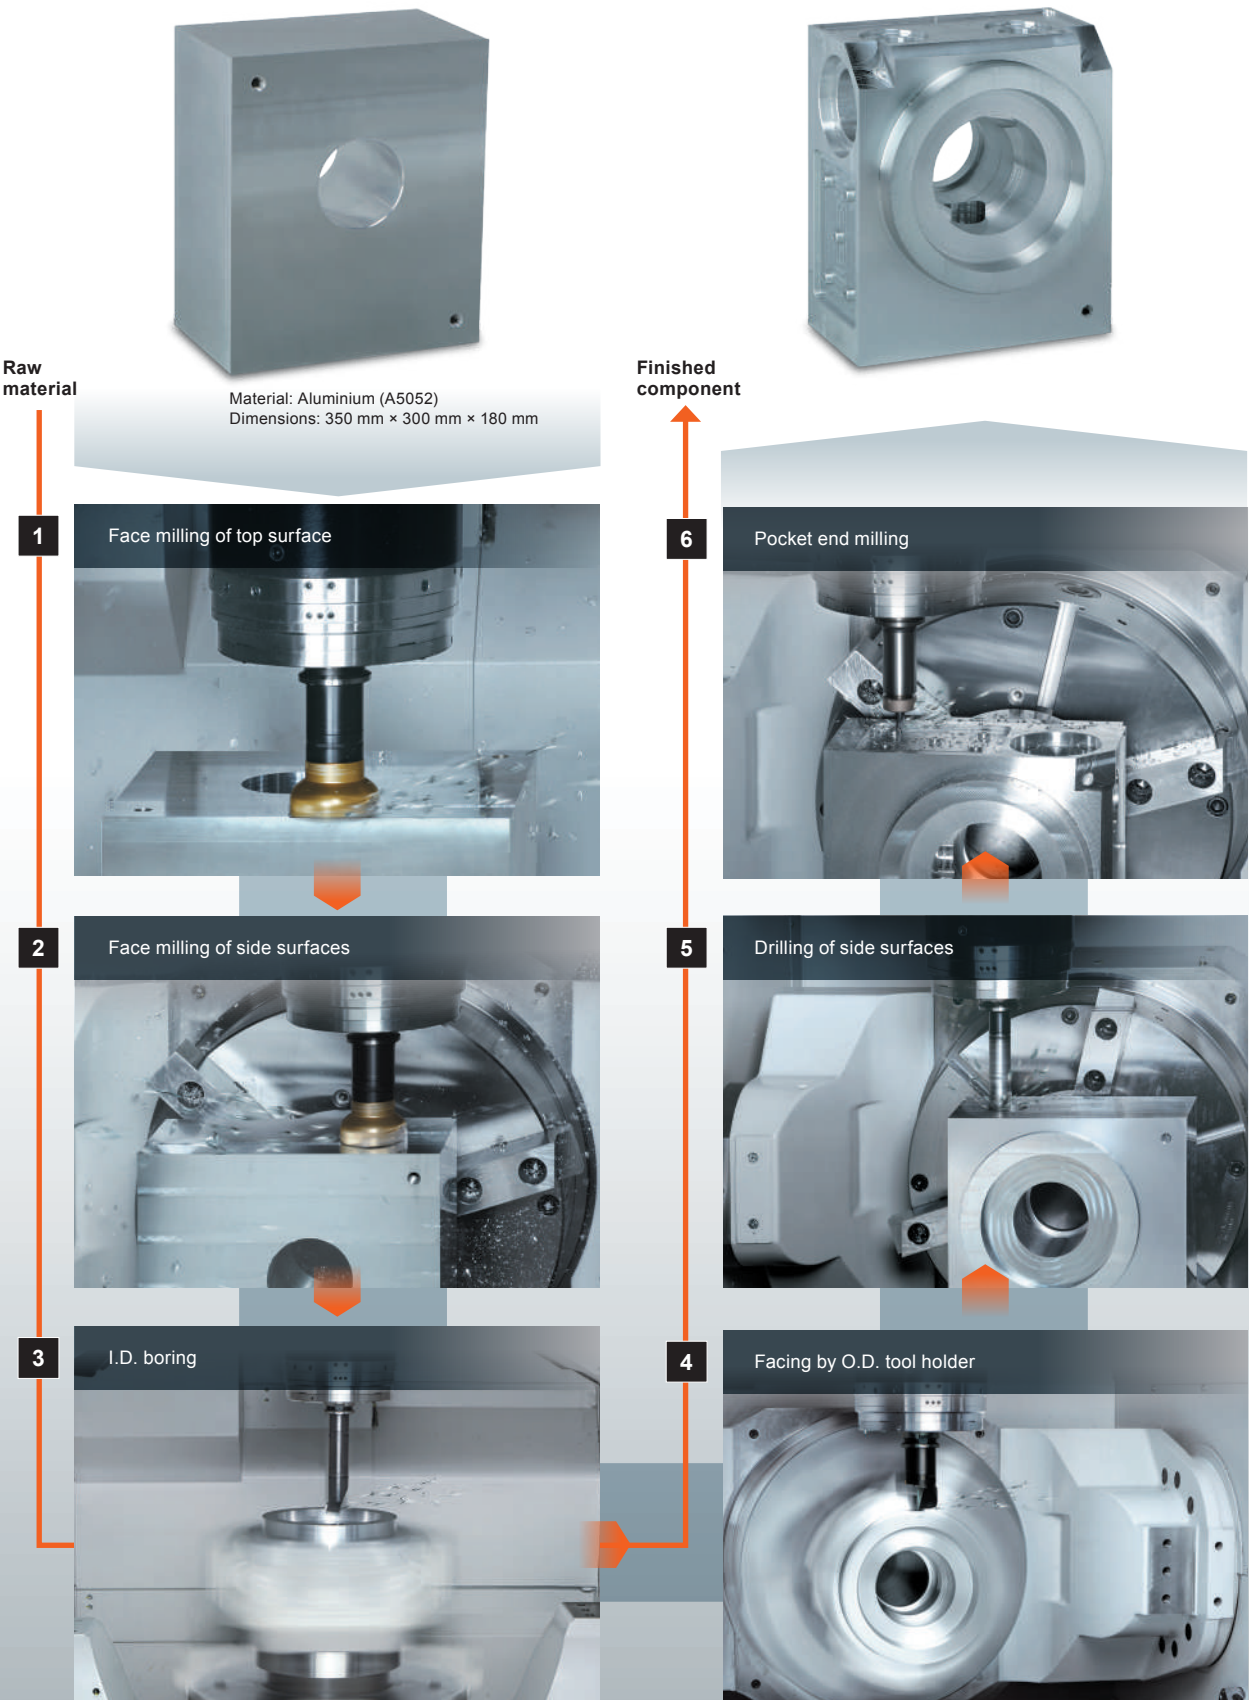 Raw
material
Material: Aluminium (A5052)
Dimensions: 350 mm × 300 mm × 180 mm
1
Face milling of top surface
2
Face milling of side surfaces
3
I.D. boring
4
Facing by O.D. tool holder
5
Drilling of side surfaces
6
Pocket end milling
Finished
component